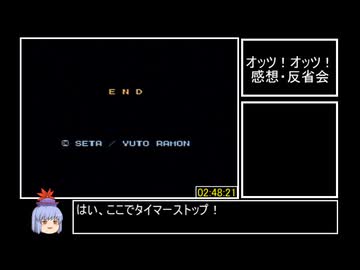 END
© SETA / YUTO RAMON
02:48:21
オッツ！オッツ！
感想・反省会
はい、ここでタイマーストップ！